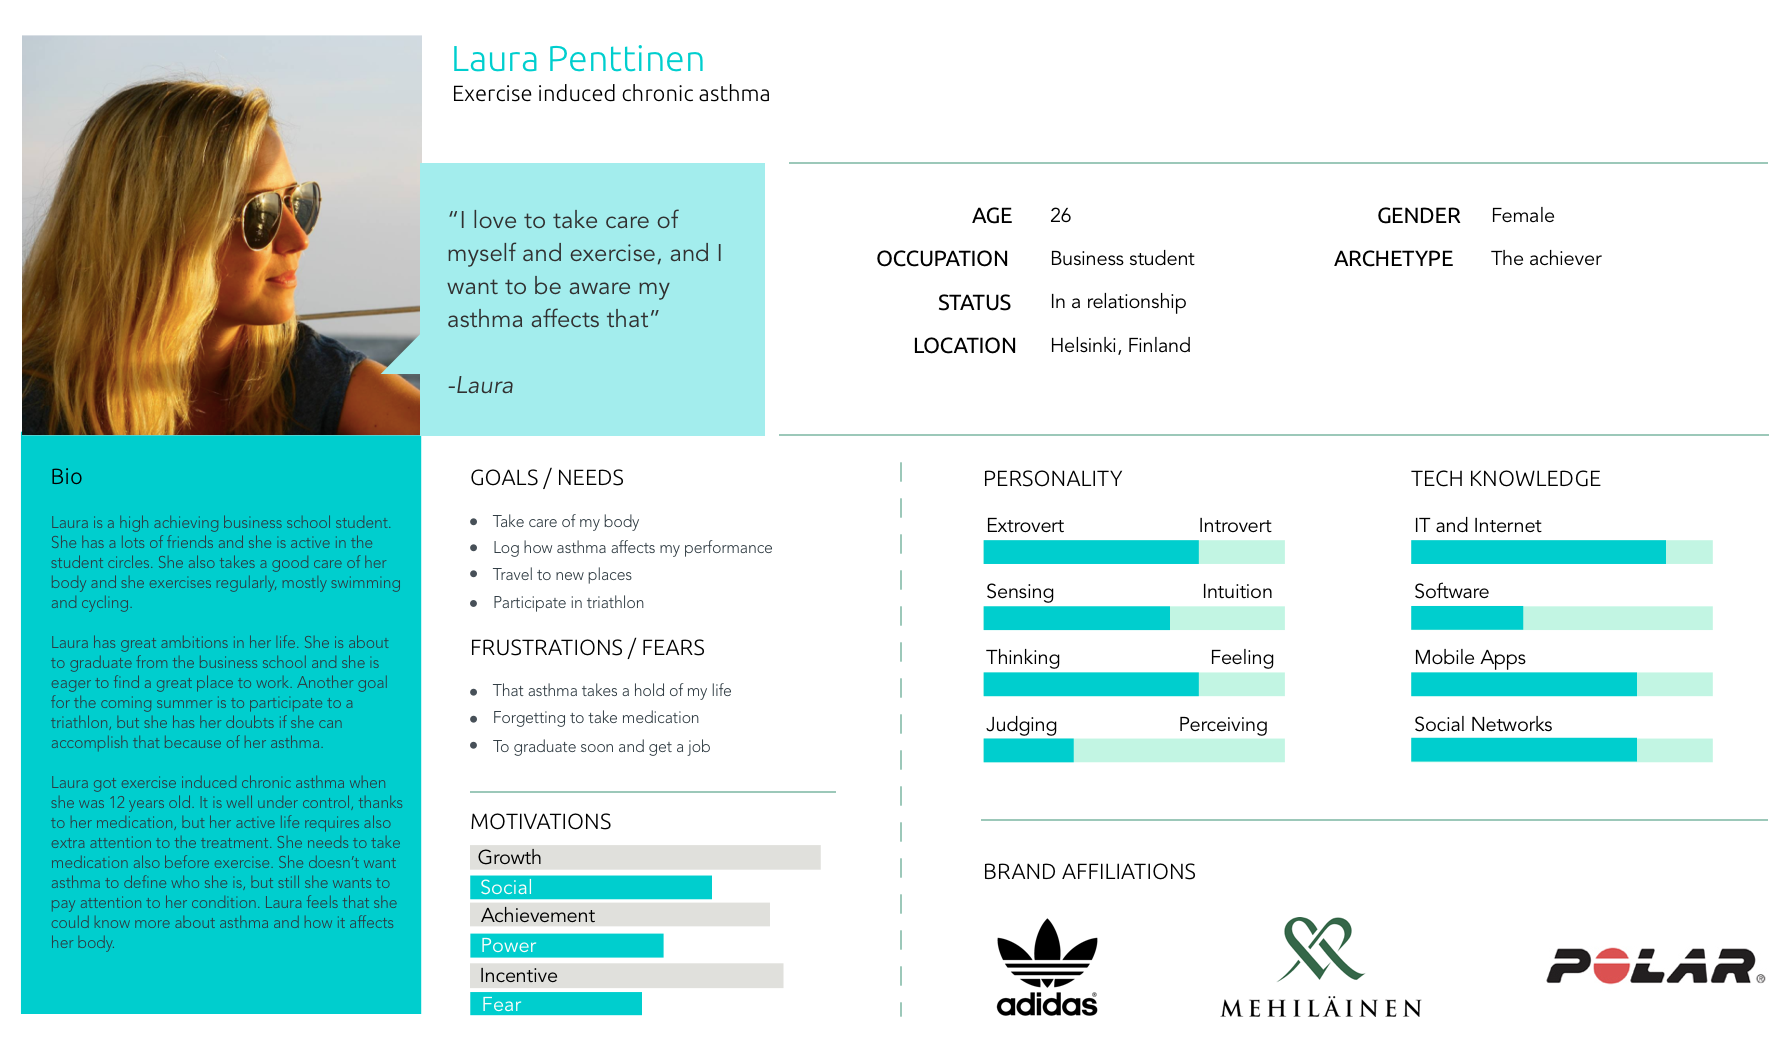 Laura Penttinen
Exercise induced chronic asthma
“I love to take care of
myself and exercise, and I
want to be aware my
asthma affects that”
-Laura
AGE 26
OCCUPATION Business student
STATUS In a relationship
LOCATION Helsinki, Finland
GENDER Female
ARCHETYPE The achiever
Bio
Laura is a high achieving business school student.
She has a lots of friends and she is active in the
student circles. She also takes a good care of her
body and she exercises regularly, mostly swimming
and cycling.
Laura has great ambitions in her life. She is about
to graduate from the business school and she is
eager to find a great place to work. Another goal
for the coming summer is to participate to a
triathlon, but she has her doubts if she can
accomplish that because of her asthma.
Laura got exercise induced chronic asthma when
she was 12 years old. It is well under control, thanks
to her medication, but her active life requires also
extra attention to the treatment. She needs to take
medication also before exercise. She doesn’t want
asthma to define who she is, but still she wants to
pay attention to her condition. Laura feels that she
could know more about asthma and how it affects
her body.
GOALS / NEEDS
• Take care of my body
• Log how asthma affects my performance
• Travel to new places
• Participate in triathlon
FRUSTRATIONS / FEARS
• That asthma takes a hold of my life
• Forgetting to take medication
• To graduate soon and get a job
MOTIVATIONS
Growth
Social
Achievement
Power
Incentive
Fear
PERSONALITY
Extrovert Introvert
Sensing Intuition
Thinking Feeling
Judging Perceiving
TECH KNOWLEDGE
IT and Internet
Software
Mobile Apps
Social Networks
BRAND AFFILIATIONS
adidas®
MEHILÄINEN
POLAR®